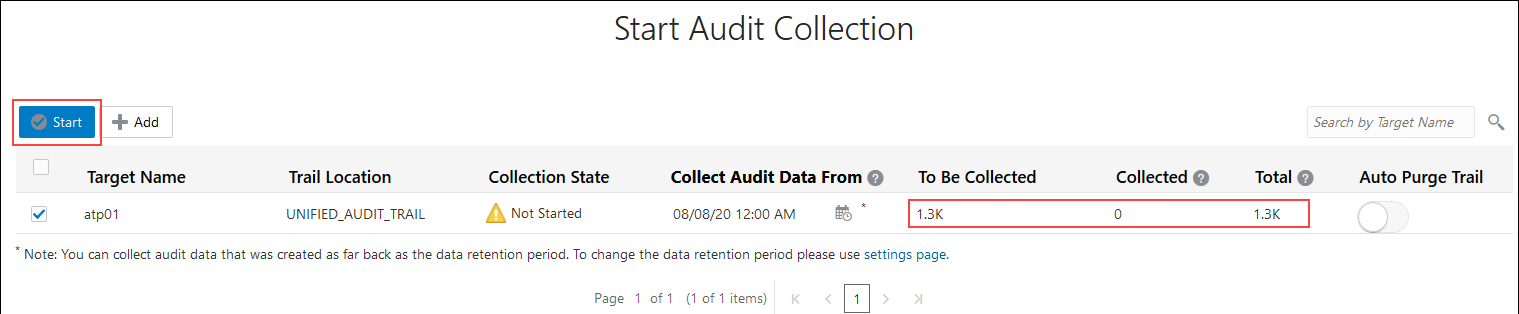 Start Audit Collection
Start Add Search by Target Name
Target Name Trail Location Collection State Collect Audit Data From ? To Be Collected Collected ? Total ? Auto Purge Trail
atp01 UNIFIED_AUDIT_TRAIL Not Started 08/08/20 12:00 AM * 1.3K 0 1.3K
* Note: You can collect audit data that was created as far back as the data retention period. To change the data retention period please use settings page.
Page 1 of 1 (1 of 1 items) 1